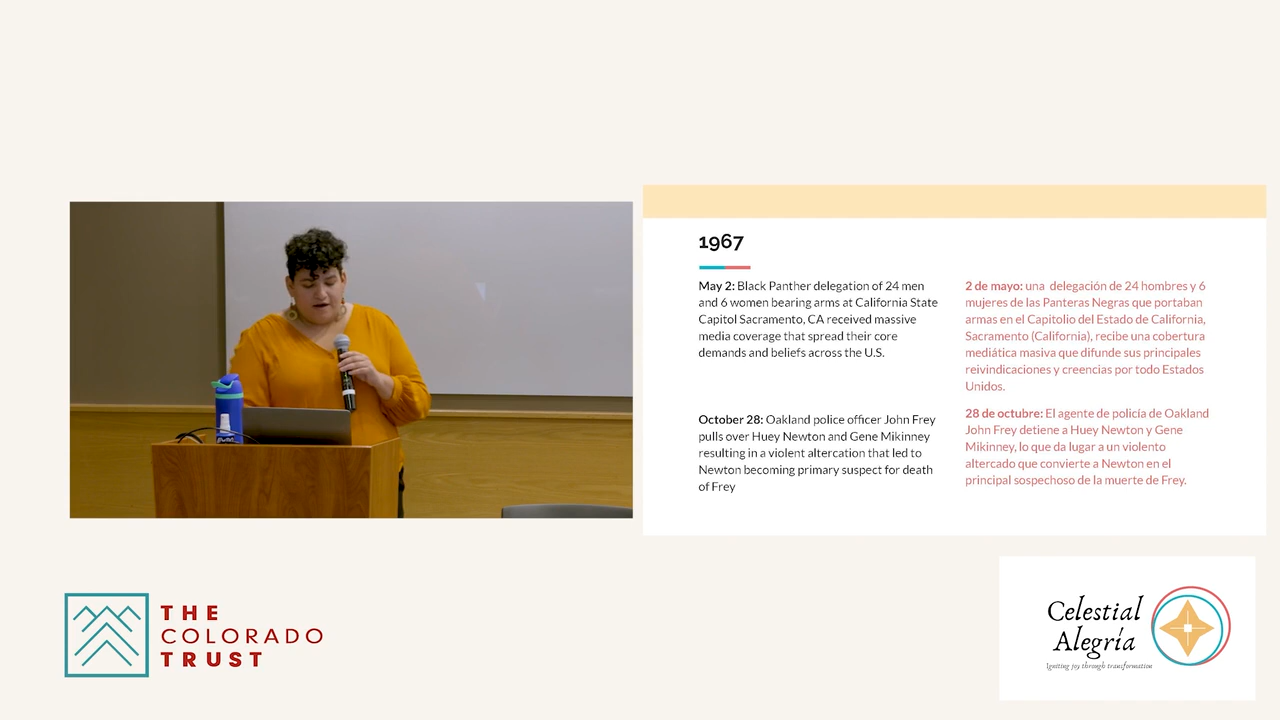 1967
May 2: Black Panther delegation of 24 men
and 6 women bearing arms at California State
Capitol Sacramento, CA received massive
media coverage that spread their core
demands and beliefs across the U.S.
October 28: Oakland police officer John Frey
pulls over Huey Newton and Gene Mikinney
resulting in a violent altercation that led to
Newton becoming primary suspect for death
of Frey
2 de mayo: una delegación de 24 hombres y 6
mujeres de las Panteras Negras que portaban
armas en el Capitolio del Estado de California,
Sacramento (California), recibe una cobertura
mediática masiva que difunde sus principales
reivindicaciones y creencias por todo Estados
Unidos.
28 de octubre: El agente de policía de Oakland
John Frey detiene a Huey Newton y Gene
Mikinney, lo que da lugar a un violento
altercado que convierte a Newton en el
principal sospechoso de la muerte de Frey.
THE
COLORADO
TRUST
Celestial
Alegría
Igniting joy through transformation